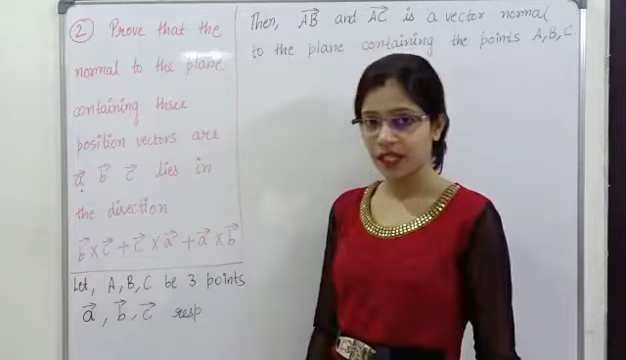 ② Prove that the
normal to the plane
containing three
position vectors are
a⃗ b⃗ c⃗ lies in
the direction
b⃗ × c⃗ + c⃗ × a⃗ + a⃗ × b⃗
Let, A, B, C be 3 points
a⃗, b⃗, c⃗ resp
Then, AB⃗ and AC⃗ is a vector normal
to the plane containing the points A, B, C